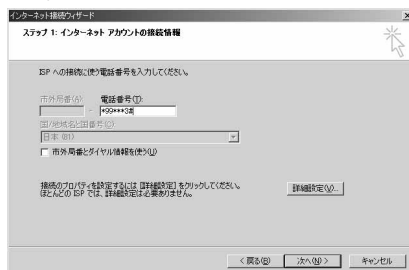 インターネット接続ウィザード
ステップ 1: インターネット アカウントの接続情報
ISP への接続に使う電話番号を入力してください。
市外局番(A): 電話番号(T):
- *99***3#
国/地域名と国番号(C):
日本 (81)
市外局番とダイヤル情報を使う(U)
接続のプロパティを設定するには [詳細設定] をクリックしてください。
ほとんどの ISP では、詳細設定は必要ありません。
詳細設定(V)...
< 戻る(B) 次へ(N) > キャンセル